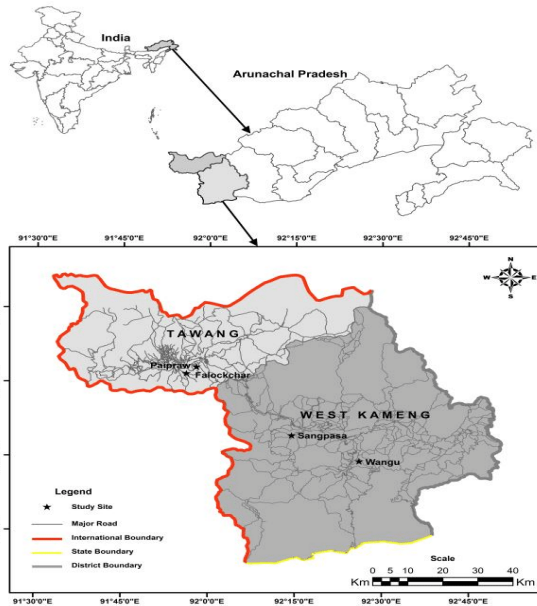 India
Arunachal Pradesh
91°30'0"E 91°45'0"E 92°0'0"E 92°15'0"E 92°30'0"E 92°45'0"E
N
W E
S
TAWANG
Paipraw
Falockchar
WEST KAMENG
Sangpasa
Wangu
Legend
Study Site
Major Road
International Boundary
State Boundary
District Boundary
Scale
Km 0 5 10 20 30 40 Km
91°30'0"E 91°45'0"E 92°0'0"E 92°15'0"E 92°30'0"E 92°45'0"E